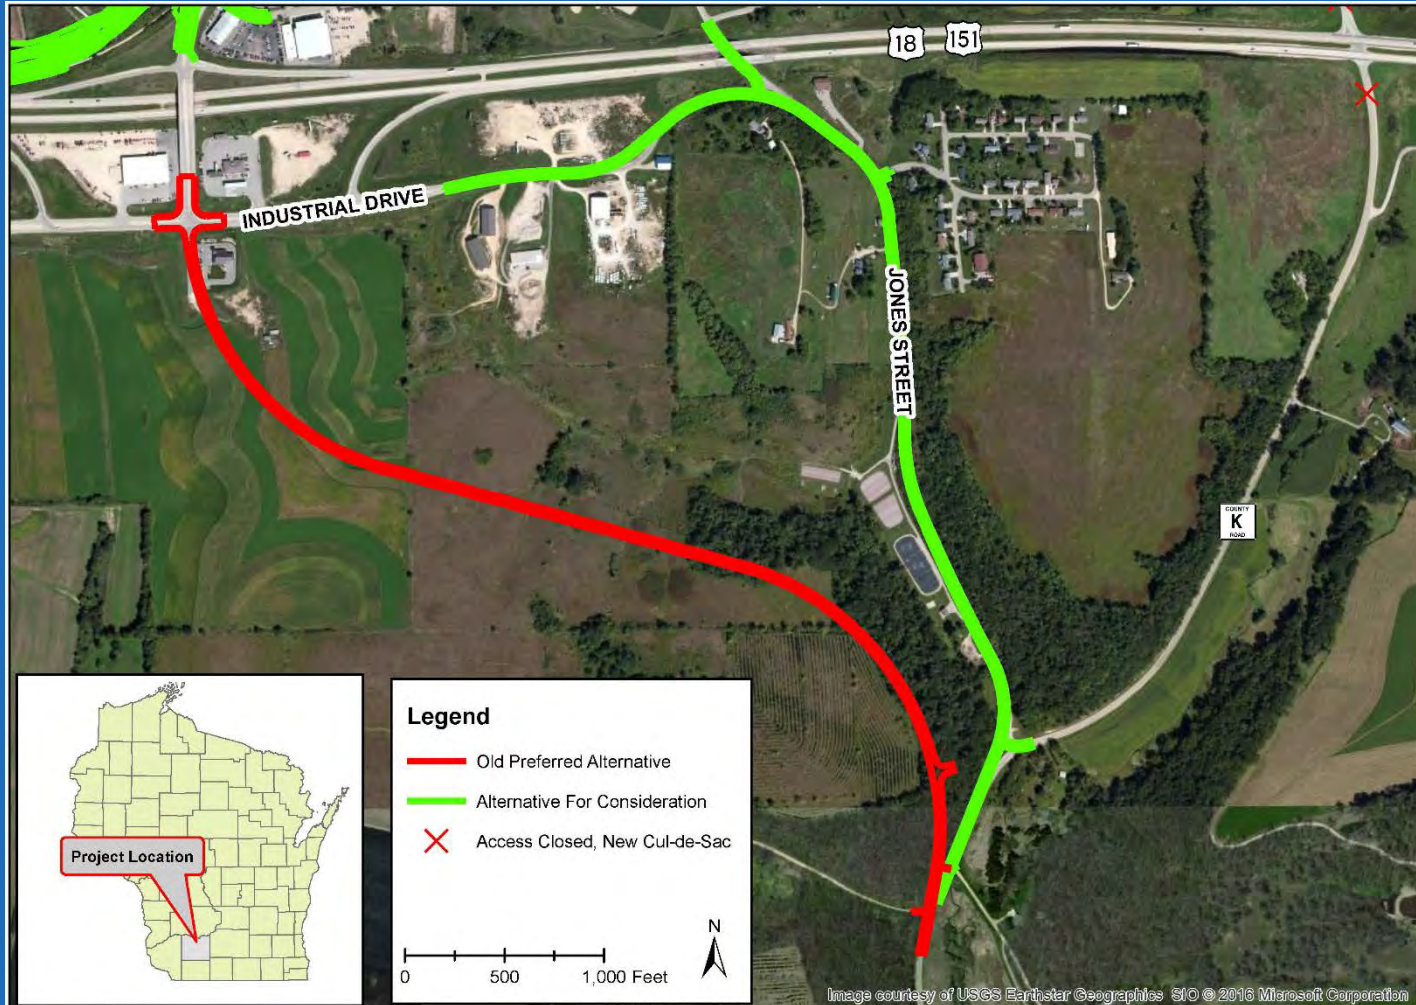 18 151
INDUSTRIAL DRIVE
JONES STREET
COUNTY
K
ROAD
Project Location
Legend
Old Preferred Alternative
Alternative For Consideration
Access Closed, New Cul-de-Sac
N
0 500 1,000 Feet
Image courtesy of USGS Earthstar Geographics SIO © 2016 Microsoft Corporation